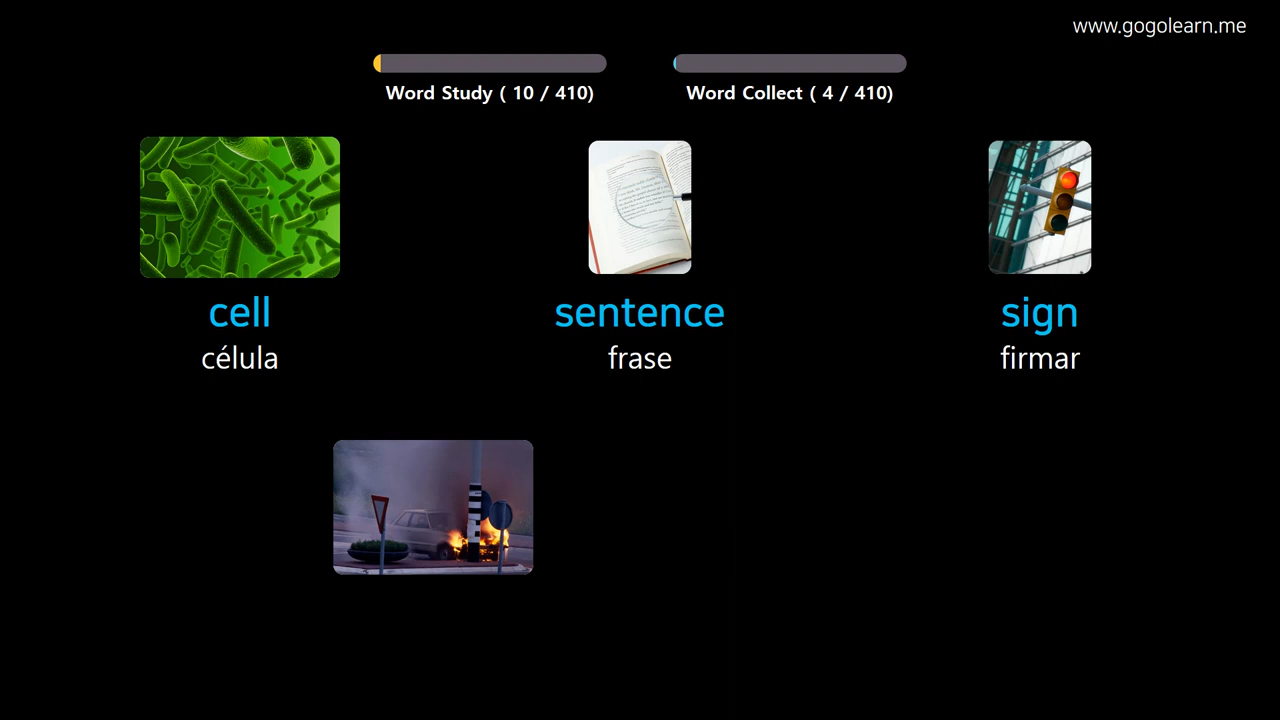 www.gogolearn.me
Word Study ( 10 / 410)
Word Collect ( 4 / 410)
cell
sentence
sign
célula
frase
firmar